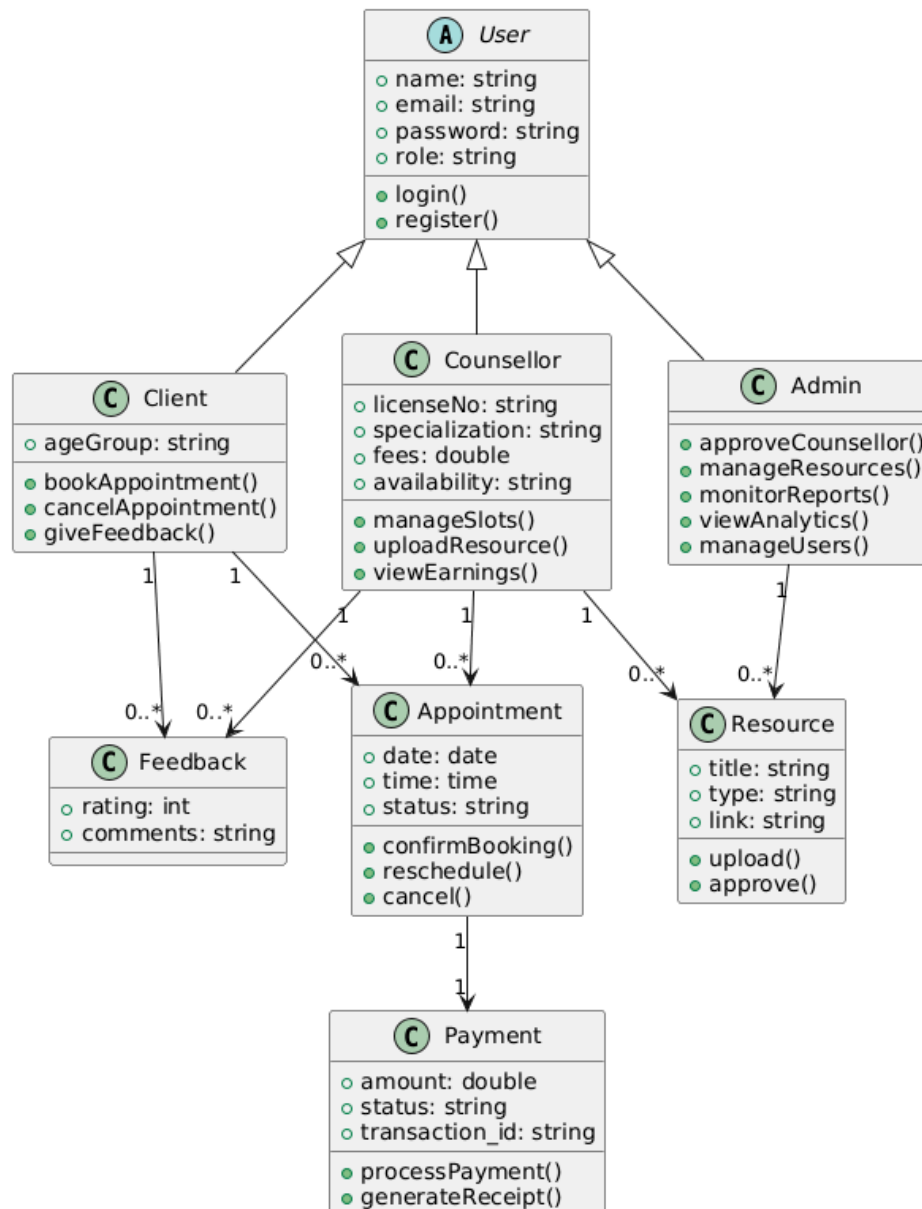 A User
name: string
email: string
password: string
role: string
login()
register()
C Client
ageGroup: string
bookAppointment()
cancelAppointment()
giveFeedback()
C Counsellor
licenseNo: string
specialization: string
fees: double
availability: string
manageSlots()
uploadResource()
viewEarnings()
C Admin
approveCounsellor()
manageResources()
monitorReports()
viewAnalytics()
manageUsers()
1
1
1
1
1
1
0..*
0..*
0..*
0..*
0..*
0..*
C Feedback
rating: int
comments: string
C Appointment
date: date
time: time
status: string
confirmBooking()
reschedule()
cancel()
C Resource
title: string
type: string
link: string
upload()
approve()
1
1
C Payment
amount: double
status: string
transaction_id: string
processPayment()
generateReceipt()